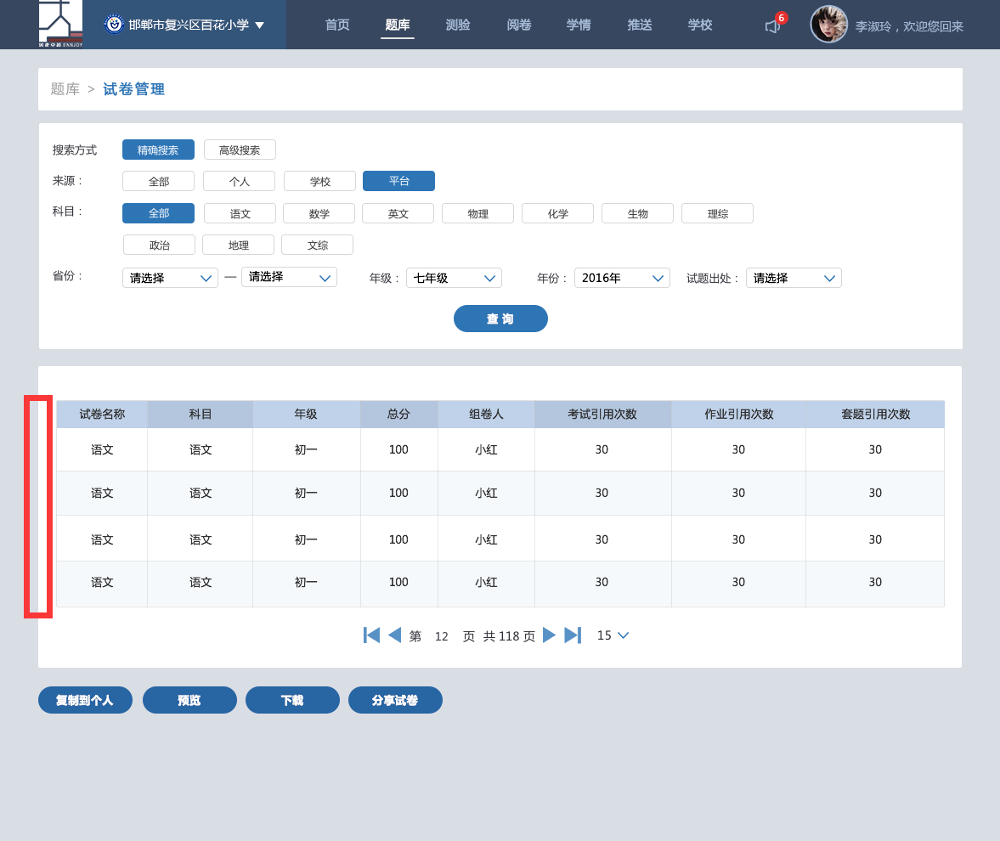 邯郸市复兴区百花小学 首页 题库 测验 阅卷 学情 推送 学校 6 李淑玲，欢迎您回来
题库 > 试卷管理
搜索方式 精确搜索 高级搜索
来源： 全部 个人 学校 平台
科目： 全部 语文 数学 英文 物理 化学 生物 理综
政治 地理 文综
省份： 请选择 — 请选择 年级： 七年级 年份： 2016年 试题出处： 请选择
查 询
试卷名称 科目 年级 总分 组卷人 考试引用次数 作业引用次数 套题引用次数
语文 语文 初一 100 小红 30 30 30
语文 语文 初一 100 小红 30 30 30
语文 语文 初一 100 小红 30 30 30
语文 语文 初一 100 小红 30 30 30
第 12 页 共 118 页 15
复制到个人 预览 下载 分享试卷